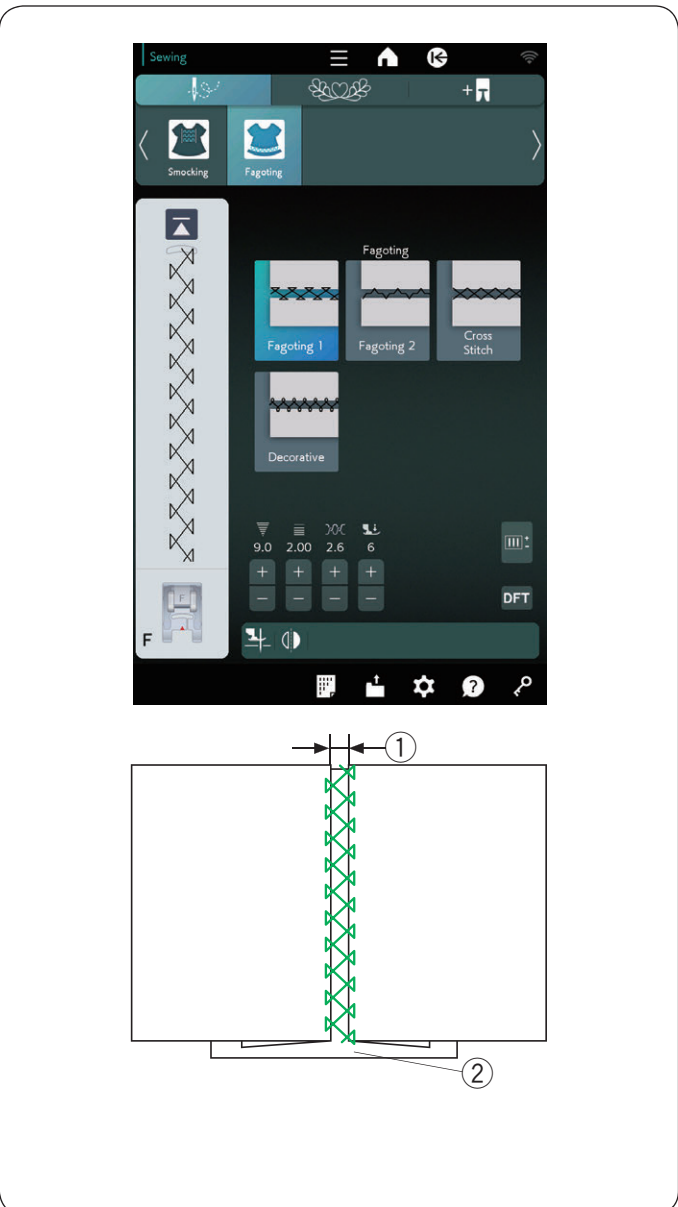 Sewing
Smocking
Fagoting
Fagoting
Fagoting 1
Fagoting 2
Cross
Stitch
Decorative
9.0 2.00 2.6 6
+ + + +
− − − −
DFT
F
F
?
①
②